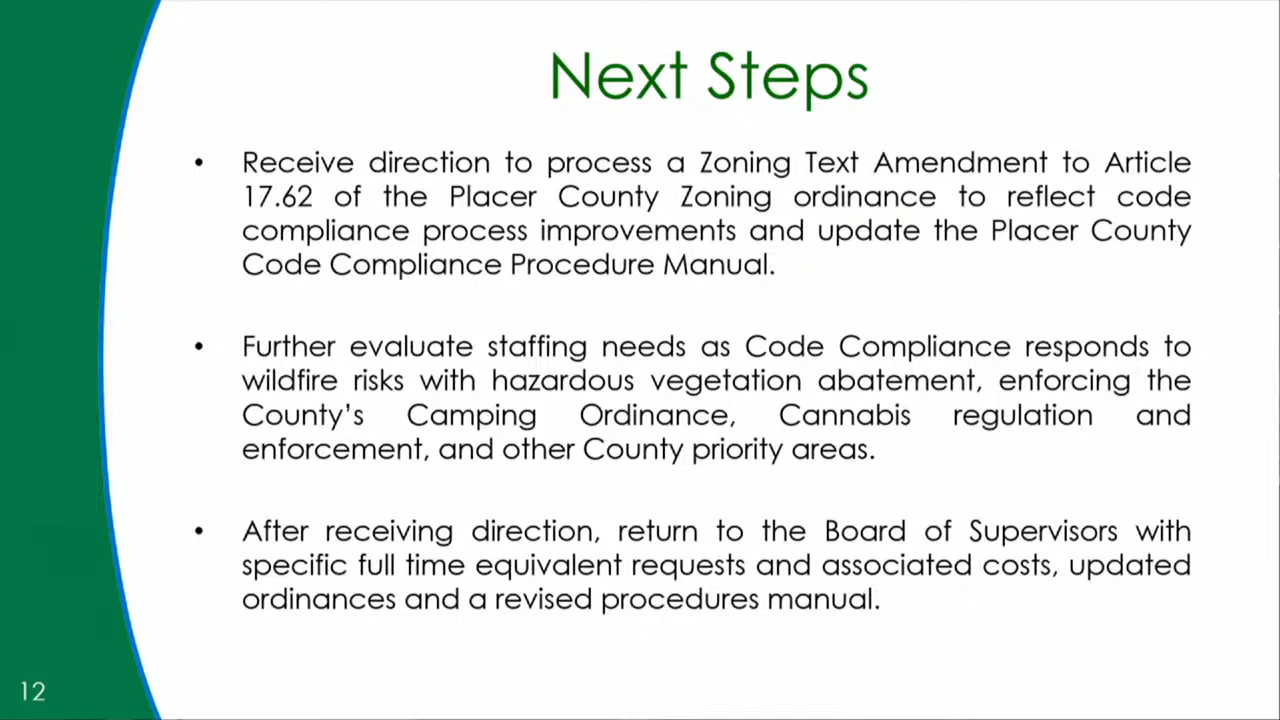 Next Steps
• Receive direction to process a Zoning Text Amendment to Article
17.62 of the Placer County Zoning ordinance to reflect code
compliance process improvements and update the Placer County
Code Compliance Procedure Manual.
• Further evaluate staffing needs as Code Compliance responds to
wildfire risks with hazardous vegetation abatement, enforcing the
County’s Camping Ordinance, Cannabis regulation and
enforcement, and other County priority areas.
• After receiving direction, return to the Board of Supervisors with
specific full time equivalent requests and associated costs, updated
ordinances and a revised procedures manual.
12